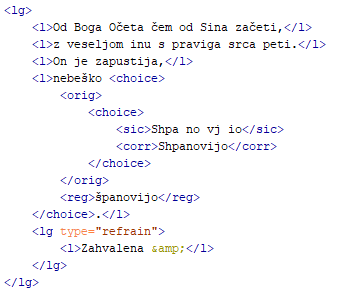 <lg>
<l>Od Boga Očeta čem od Sina začeti,</l>
<l>z veseljom inu s praviga srca peti.</l>
<l>On je zapustija,</l>
<l>nebeško <choice>
<orig>
<choice>
<sic>Shpa no vj io</sic>
<corr>Shpanovijo</corr>
</choice>
</orig>
<reg>španovijo</reg>
</choice>.</l>
<lg type="refrain">
<l>Zahvalena &amp;</l>
</lg>
</lg>